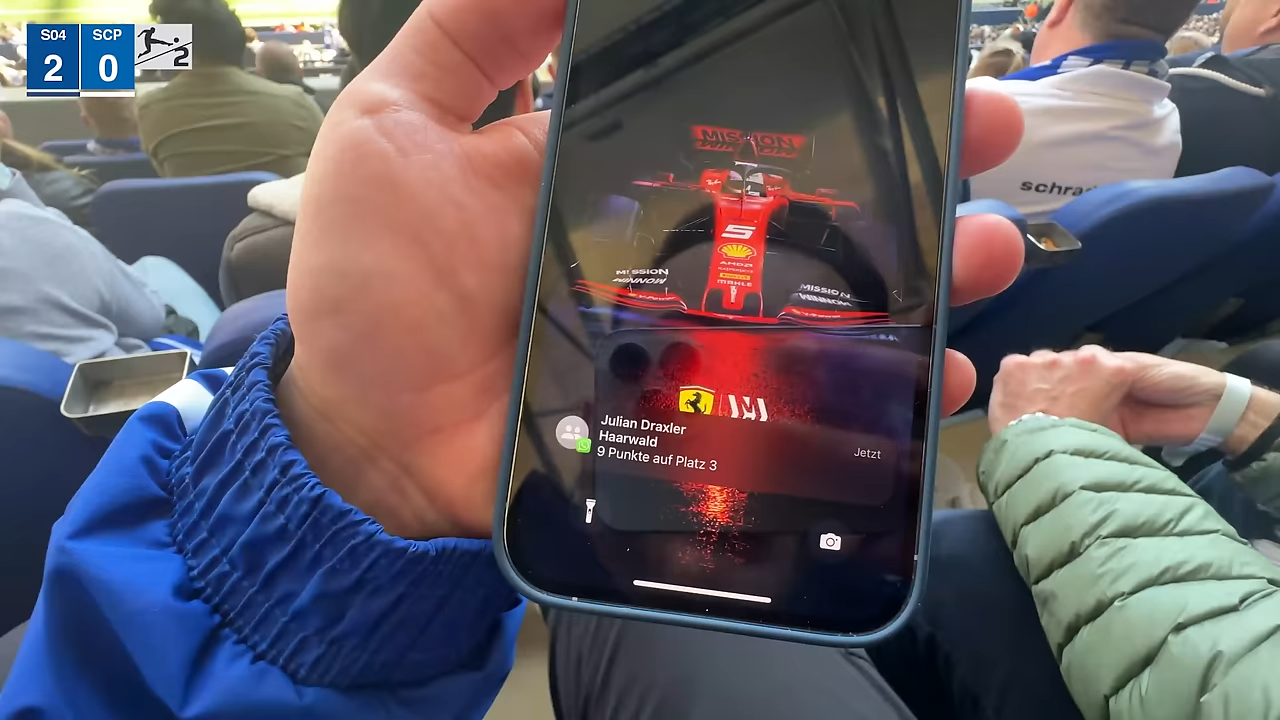 S04
SCP
2
0
2
MISSION
WINNOW
5
MISSION
WINNOW
MAHLE
MISSION
WINNOW
Julian Draxler
Haarwald
9 Punkte auf Platz 3
Jetzt
schra